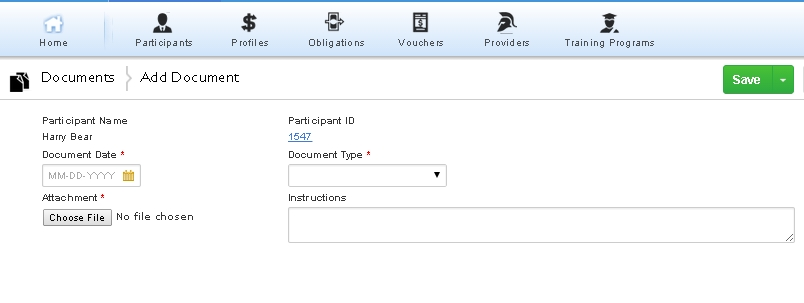 Home Participants Profiles Obligations Vouchers Providers Training Programs
Documents Add Document Save
Participant Name Participant ID
Harry Bear 1547
Document Date * Document Type *
MM-DD-YYYY
Attachment * Instructions
Choose File No file chosen